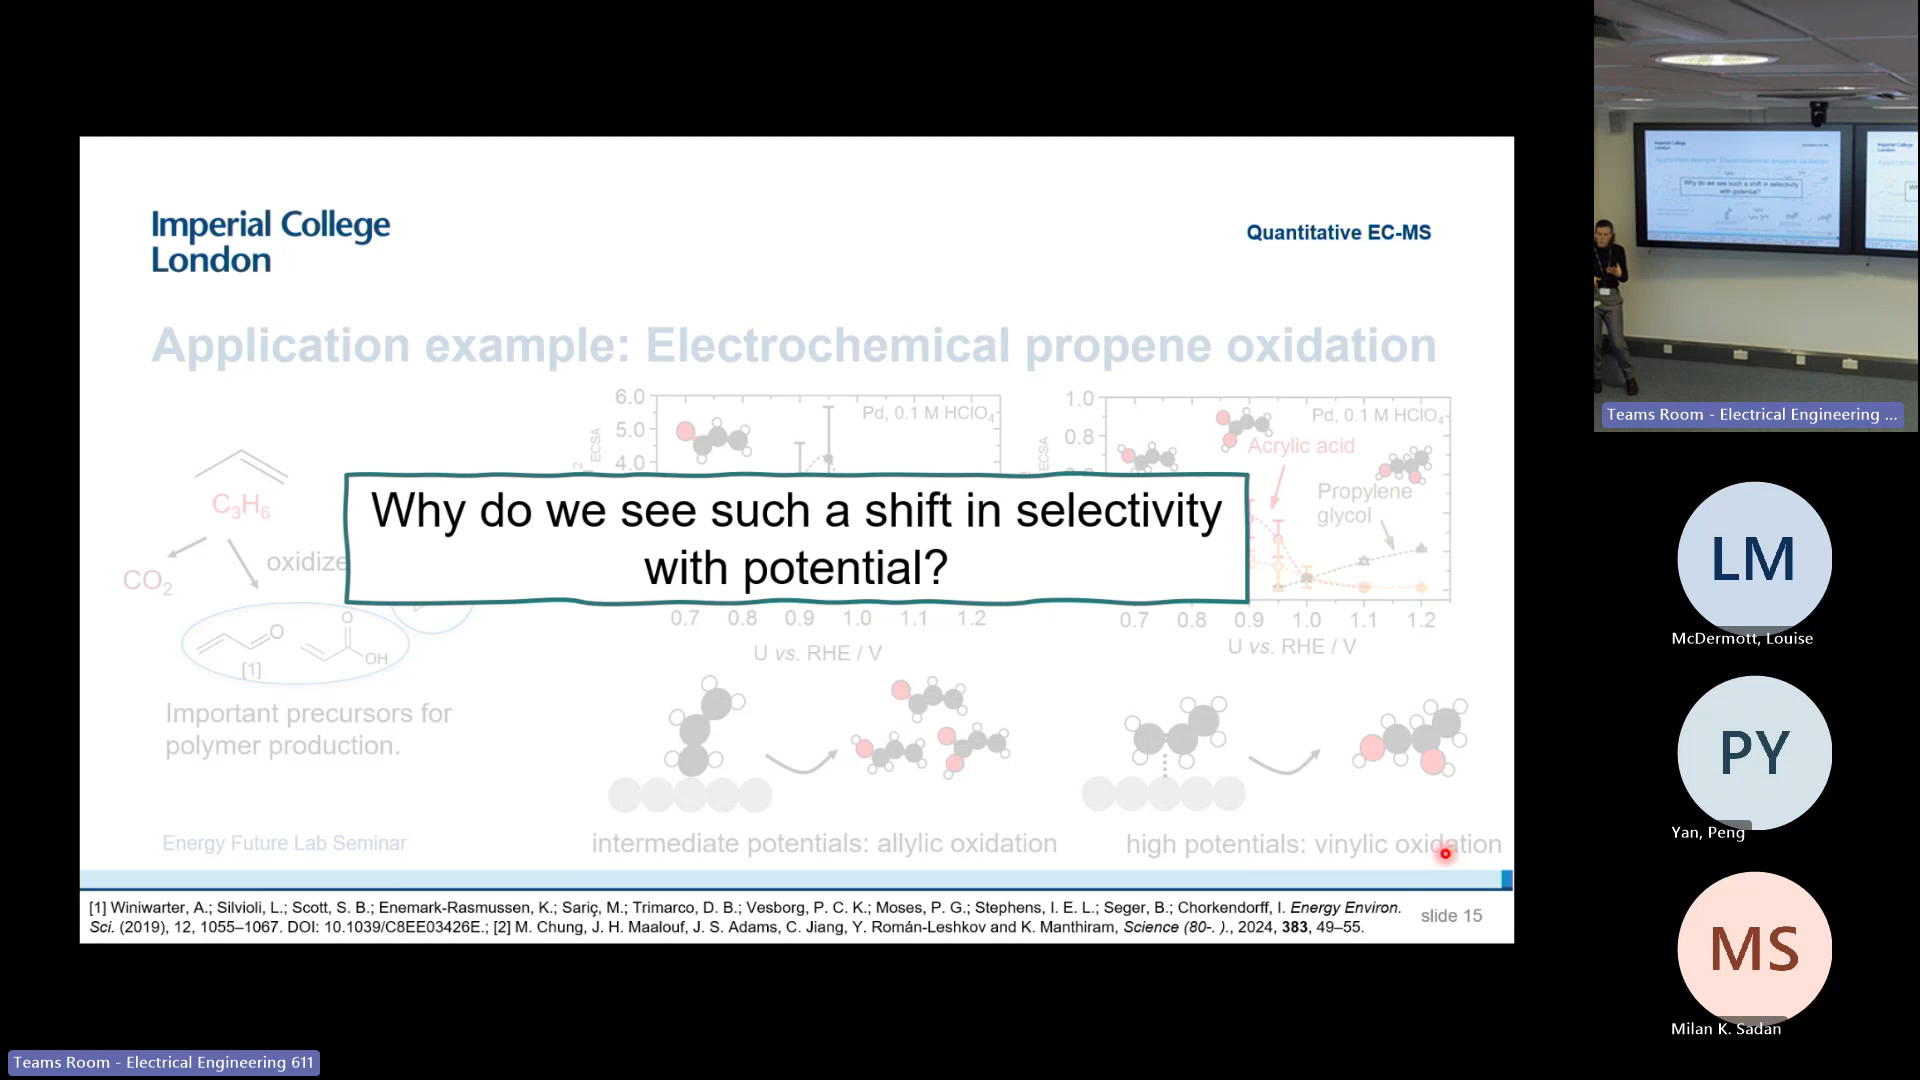 Imperial College
London
Quantitative EC-MS
Application example: Electrochemical propene oxidation
C₃H₆
CO₂
oxidize
O
O
OH
[1]
Important precursors for
polymer production.
6.0
5.0
4.0
ECSA
Pd, 0.1 M HClO₄
0.7 0.8 0.9 1.0 1.1 1.2
U vs. RHE / V
1.0
0.8
ECSA
Pd, 0.1 M HClO₄
Acrylic acid
Propylene
glycol
0.7 0.8 0.9 1.0 1.1 1.2
U vs. RHE / V
Why do we see such a shift in selectivity
with potential?
intermediate potentials: allylic oxidation
high potentials: vinylic oxidation
Energy Future Lab Seminar
[1] Winiwarter, A.; Silvioli, L.; Scott, S. B.; Enemark-Rasmussen, K.; Sariç, M.; Trimarco, D. B.; Vesborg, P. C. K.; Moses, P. G.; Stephens, I. E. L.; Seger, B.; Chorkendorff, I. Energy Environ.
Sci. (2019), 12, 1055–1067. DOI: 10.1039/C8EE03426E.; [2] M. Chung, J. H. Maalouf, J. S. Adams, C. Jiang, Y. Román-Leshkov and K. Manthiram, Science (80-. )., 2024, 383, 49–55.
slide 15
Teams Room - Electrical Engineering ...
LM
McDermott, Louise
PY
Yan, Peng
MS
Milan K. Sadan
Teams Room - Electrical Engineering 611